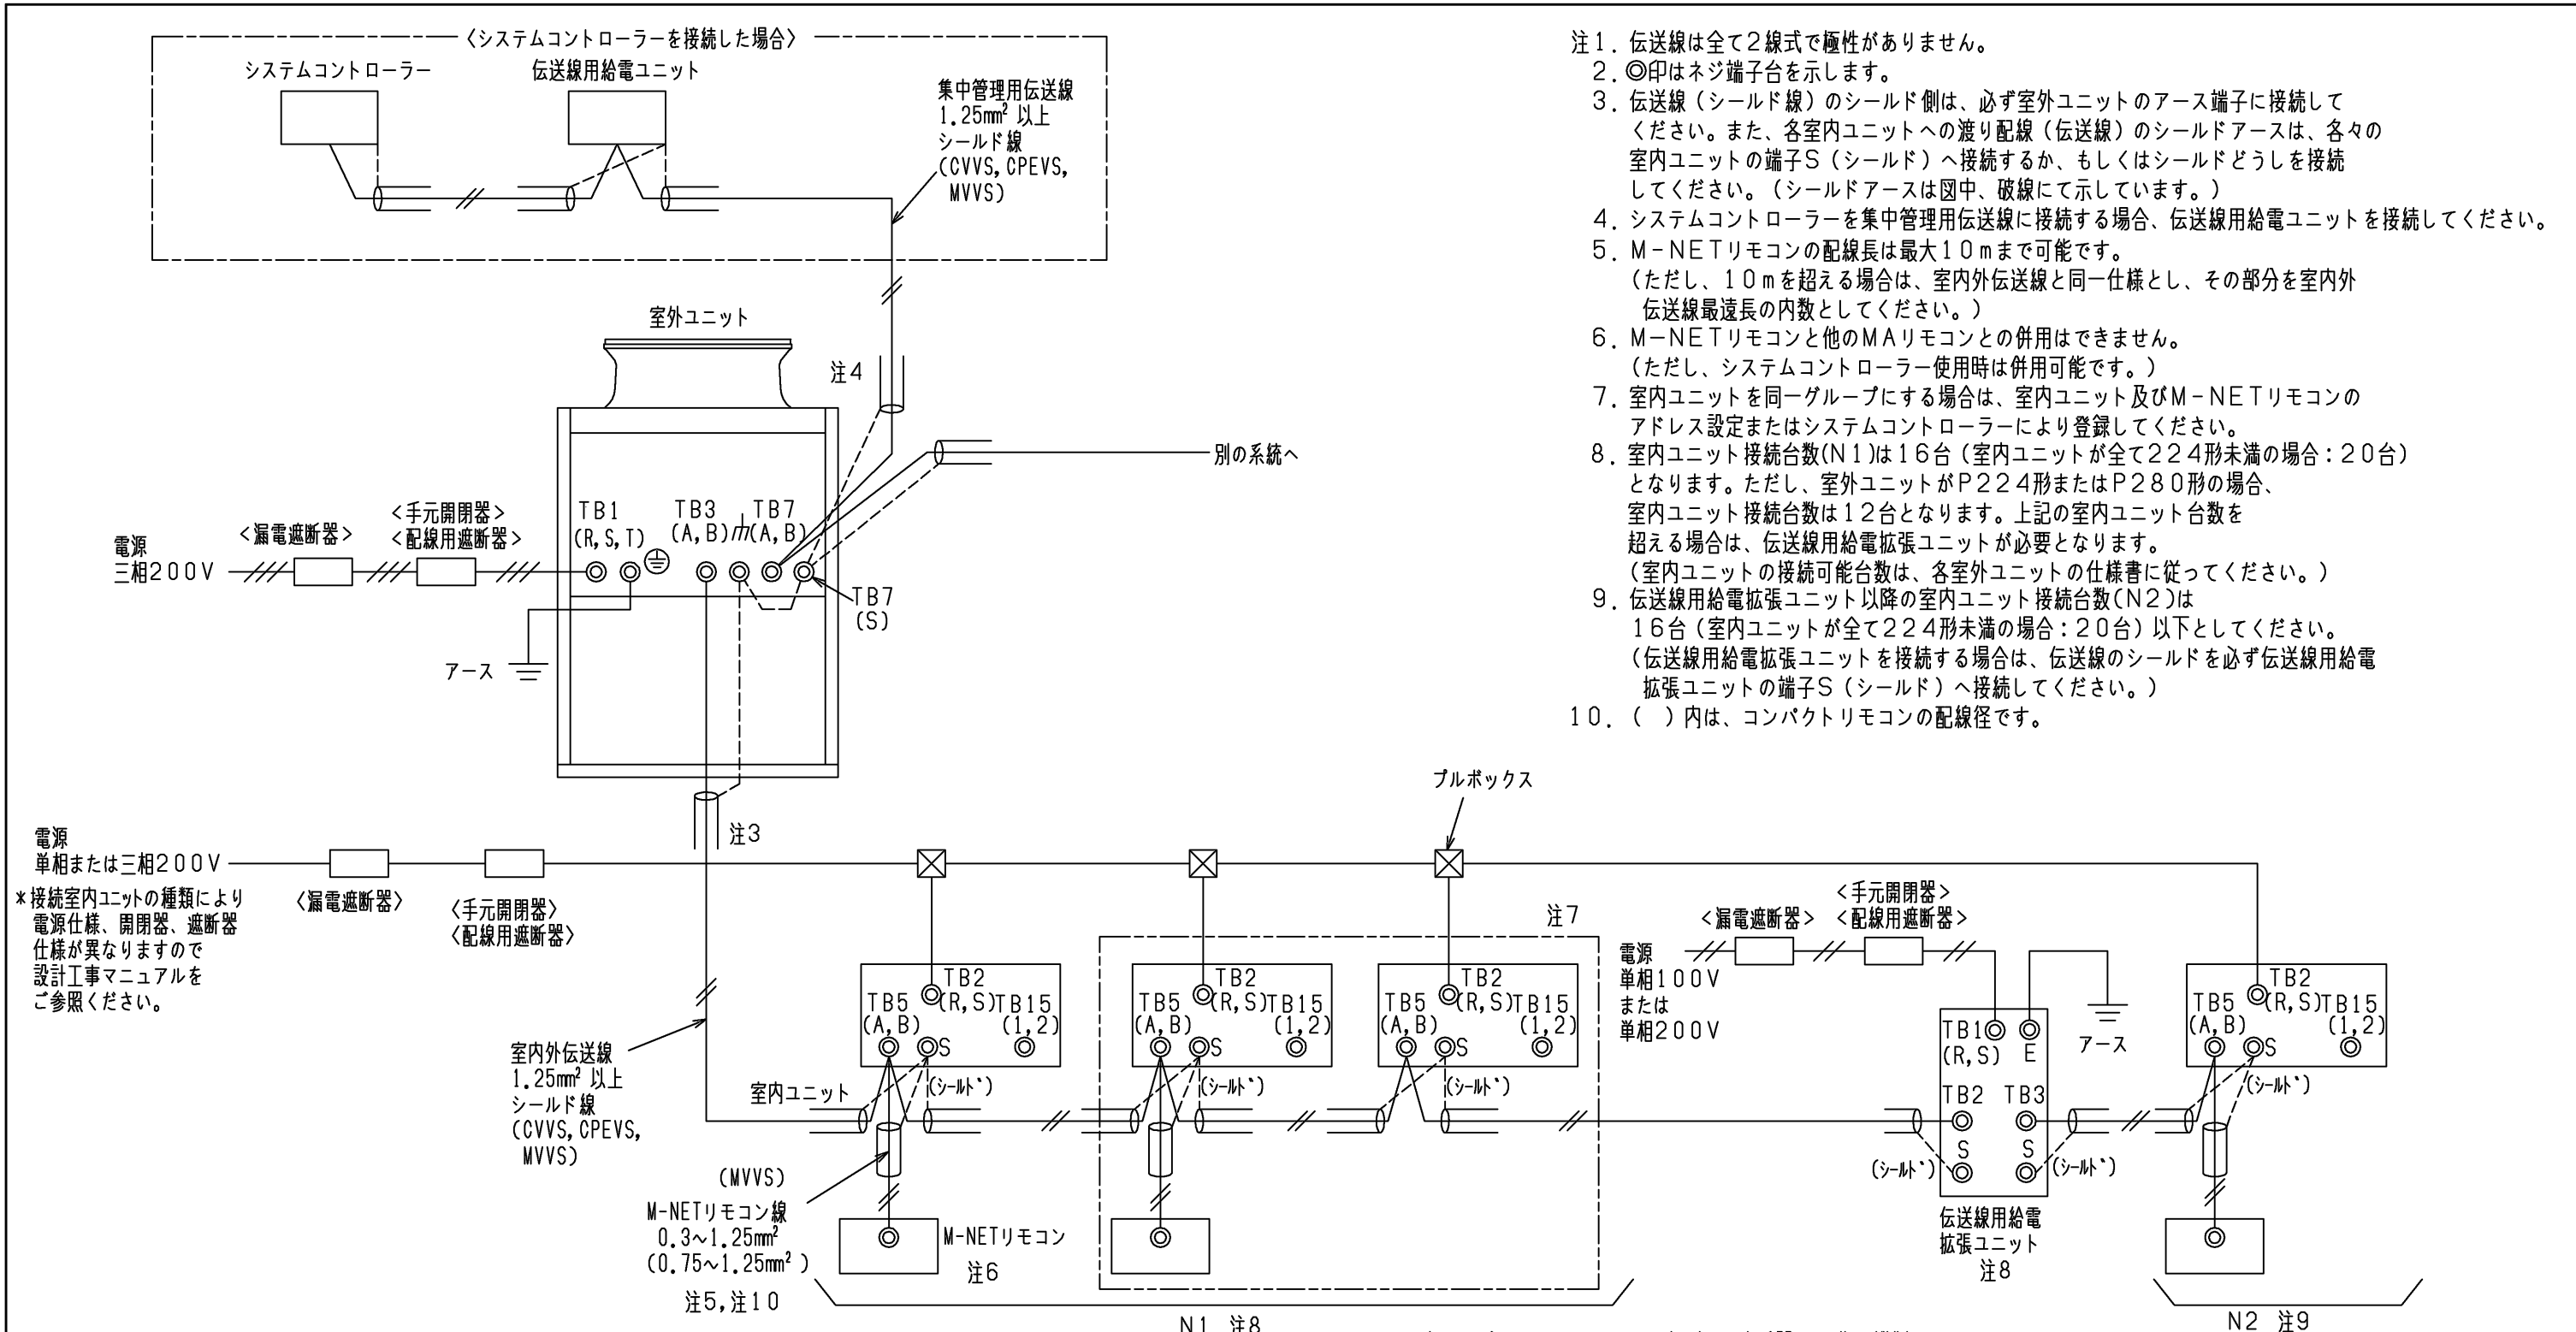 〈システムコントローラーを接続した場合〉
システムコントローラー
伝送線用給電ユニット
集中管理用伝送線
1.25mm² 以上
シールド線
(CVVS, CPEVS,
MVVS)
注1. 伝送線は全て2線式で極性がありません。
2. ◎印はネジ端子台を示します。
3. 伝送線（シールド線）のシールド側は、必ず室外ユニットのアース端子に接続して
ください。また、各室内ユニットへの渡り配線（伝送線）のシールドアースは、各々の
室内ユニットの端子S（シールド）へ接続するか、もしくはシールドどうしを接続
してください。（シールドアースは図中、破線にて示しています。）
4. システムコントローラーを集中管理用伝送線に接続する場合、伝送線用給電ユニットを接続してください。
5. M-NETリモコンの配線長は最大10mまで可能です。
（ただし、10mを超える場合は、室内外伝送線と同一仕様とし、その部分を室内外
伝送線最遠長の内数としてください。）
6. M-NETリモコンと他のMAリモコンとの併用はできません。
（ただし、システムコントローラー使用時は併用可能です。）
7. 室内ユニットを同一グループにする場合は、室内ユニット及びM-NETリモコンの
アドレス設定またはシステムコントローラーにより登録してください。
8. 室内ユニット接続台数(N1)は16台（室内ユニットが全て224形未満の場合：20台）
となります。ただし、室外ユニットがP224形またはP280形の場合、
室内ユニット接続台数は12台となります。上記の室内ユニット台数を
超える場合は、伝送線用給電拡張ユニットが必要となります。
（室内ユニットの接続可能台数は、各室外ユニットの仕様書に従ってください。）
9. 伝送線用給電拡張ユニット以降の室内ユニット接続台数(N2)は
16台（室内ユニットが全て224形未満の場合：20台）以下としてください。
（伝送線用給電拡張ユニットを接続する場合は、伝送線のシールドを必ず伝送線用給電
拡張ユニットの端子S（シールド）へ接続してください。）
10. （　）内は、コンパクトリモコンの配線径です。
室外ユニット
注4
別の系統へ
電源
三相200V
<漏電遮断器>
<手元開閉器>
<配線用遮断器>
TB1
(R, S, T)
TB3
(A, B)
TB7
(A, B)
TB7
(S)
アース
注3
プルボックス
電源
単相または三相200V
*接続室内ユニットの種類により
電源仕様、開閉器、遮断器
仕様が異なりますので
設計工事マニュアルを
ご参照ください。
〈漏電遮断器〉
〈手元開閉器〉
〈配線用遮断器〉
室内外伝送線
1.25mm² 以上
シールド線
(CVVS, CPEVS,
MVVS)
室内ユニット
TB2
(R, S)
TB5
(A, B)
TB15
(1, 2)
S
(シールド)
注7
TB2
(R, S)
TB5
(A, B)
TB15
(1, 2)
S
(シールド)
TB2
(R, S)
TB5
(A, B)
TB15
(1, 2)
S
(シールド)
電源
単相100V
または
単相200V
<漏電遮断器>
<手元開閉器>
<配線用遮断器>
TB1
(R, S)
E
アース
TB2
TB3
S
S
(シールド)
(シールド)
伝送線用給電
拡張ユニット
注8
TB2
(R, S)
TB5
(A, B)
TB15
(1, 2)
S
(シールド)
(MVVS)
M-NETリモコン線
0.3~1.25mm²
(0.75~1.25mm² )
注5, 注10
M-NETリモコン
注6
N1 注8
N2 注9